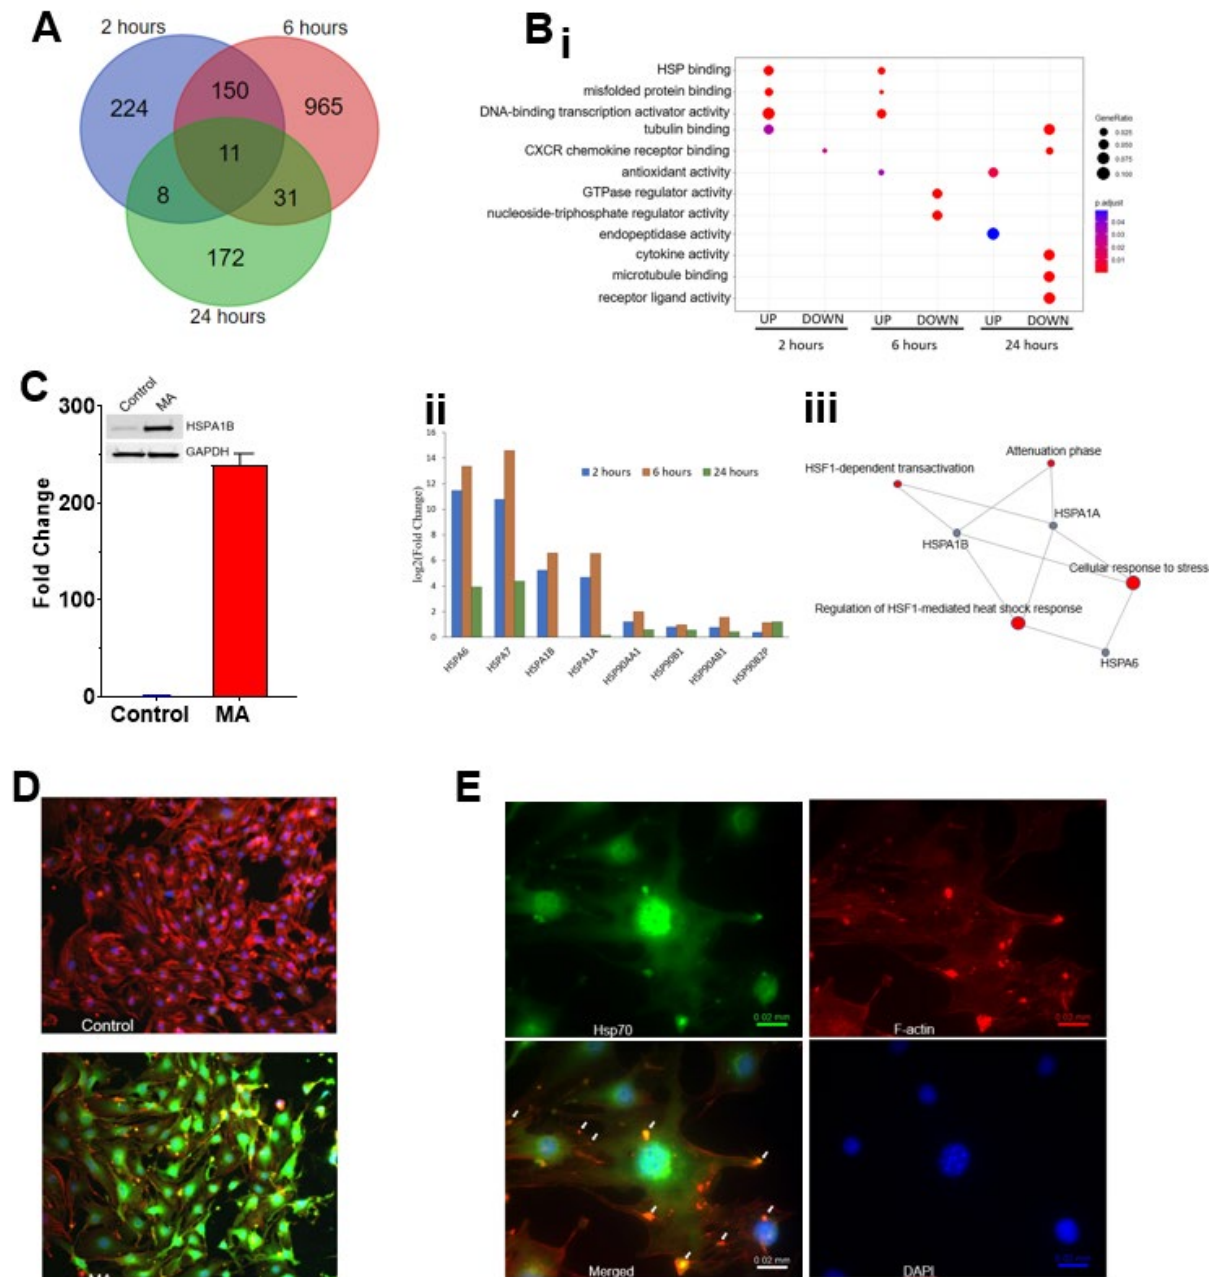 A
2 hours
6 hours
224
150
965
11
8
31
172
24 hours
B i
HSP binding
misfolded protein binding
DNA-binding transcription activator activity
tubulin binding
CXCR chemokine receptor binding
antioxidant activity
GTPase regulator activity
nucleoside-triphosphate regulator activity
endopeptidase activity
cytokine activity
microtubule binding
receptor ligand activity
UP DOWN UP DOWN UP DOWN
2 hours 6 hours 24 hours
GeneRatio
0.025
0.050
0.075
0.100
p.adjust
0.04
0.03
0.02
0.01
C
Fold Change
300
200
100
0
Control MA
HSPA1B
GAPDH
Control MA
ii
log2(Fold Change)
16
14
12
10
8
6
4
2
0
2 hours 6 hours 24 hours
HSPA6
HSPA7
HSPA1B
HSPA1A
HSP90AA1
HSP90B1
HSP90AB1
HSP90B2P
iii
Attenuation phase
HSF1-dependent transactivation
HSPA1A
HSPA1B
Cellular response to stress
Regulation of HSF1-mediated heat shock response
HSPA6
D
Control
E
Hsp70
0.02 mm
F-actin
0.02 mm
Merged
0.02 mm
DAPI
0.02 mm